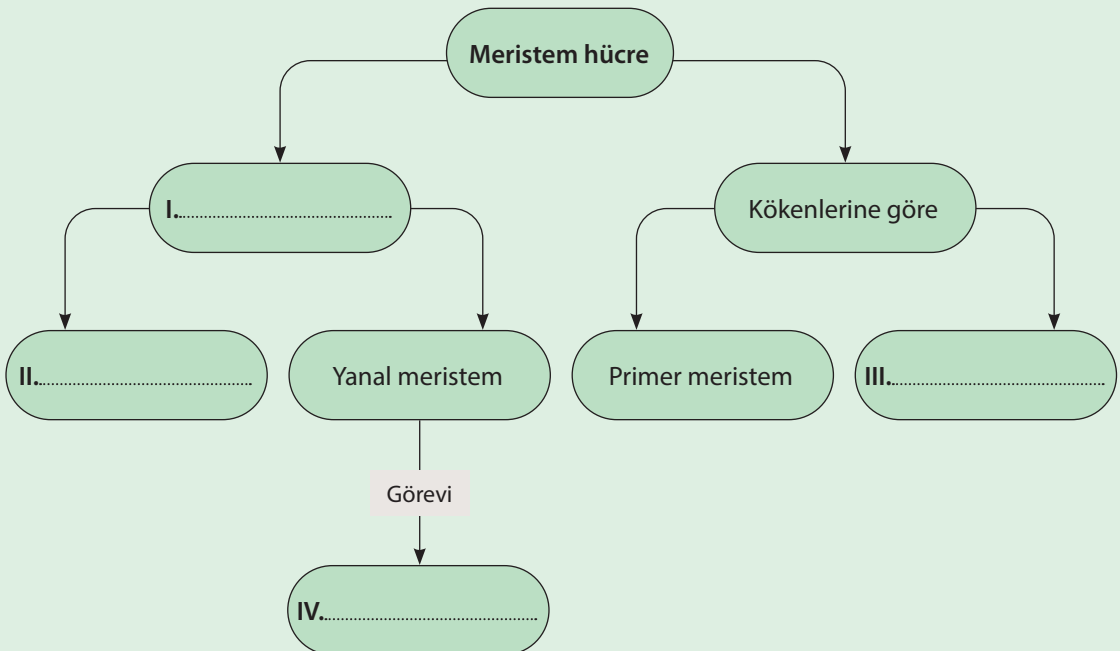 Meristem hücre
I.......................................................
Kökenlerine göre
II.......................................................
Yanal meristem
Primer meristem
III.......................................................
Görevi
IV.......................................................